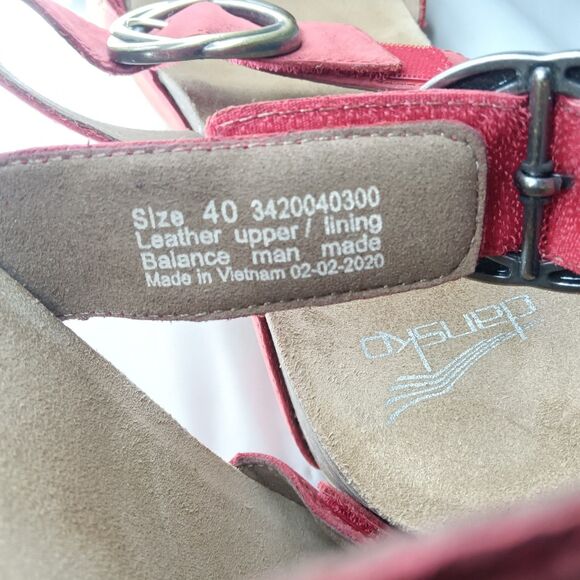 Size 40 3420040300
Leather upper/ lining
Balance man made
Made in Vietnam 02-02-2020
dansko